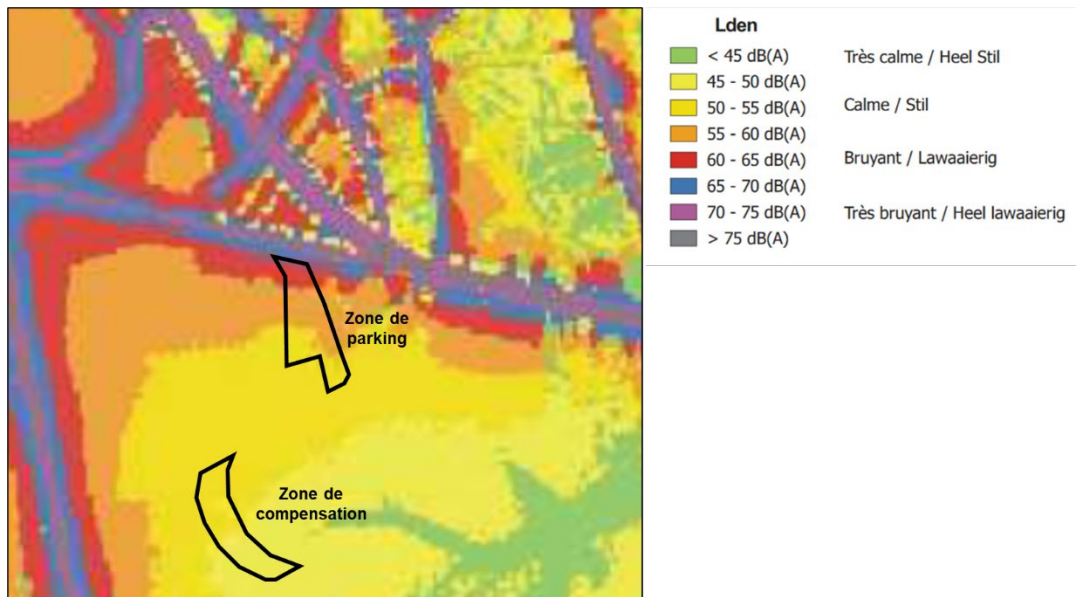 Lden
< 45 dB(A) Très calme / Heel Stil
45 - 50 dB(A)
50 - 55 dB(A) Calme / Stil
55 - 60 dB(A)
60 - 65 dB(A) Bruyant / Lawaaierig
65 - 70 dB(A)
70 - 75 dB(A) Très bruyant / Heel lawaaierig
> 75 dB(A)
Zone de
parking
Zone de
compensation